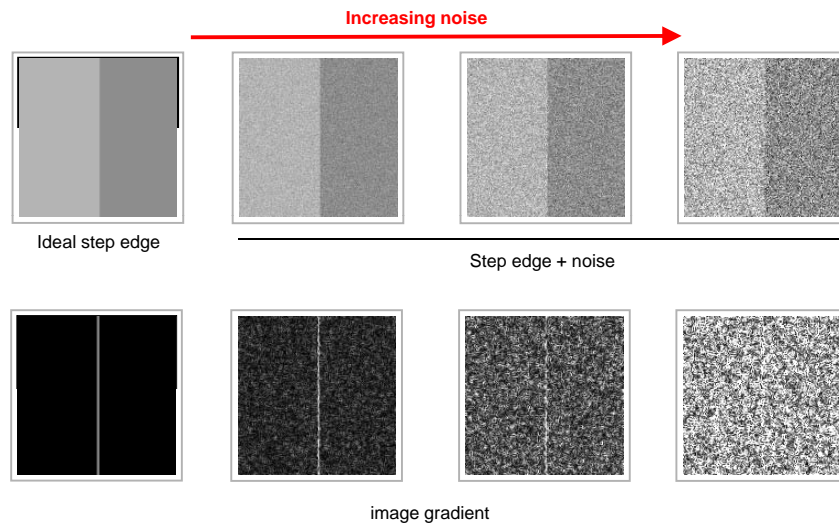 Increasing noise
Ideal step edge
Step edge + noise
image gradient